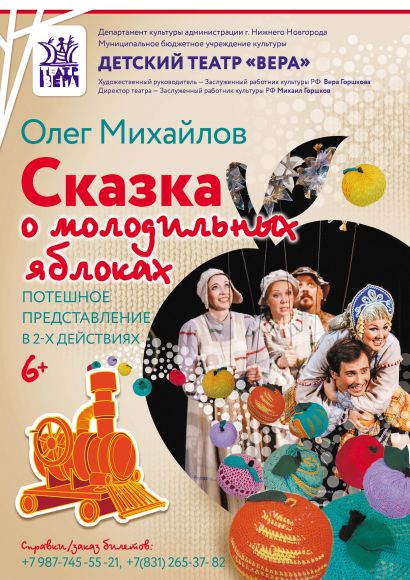 Департамент культуры администрации г. Нижнего Новгорода
Муниципальное бюджетное учреждение культуры
ДЕТСКИЙ ТЕАТР «ВЕРА»
Художественный руководитель — Заслуженный работник культуры РФ Вера Горшкова
Директор театра — Заслуженный работник культуры РФ Михаил Горшков
ТЕАТР
ВЕРА
Олег Михайлов
Сказка
о молодильных
яблоках
ПОТЕШНОЕ
ПРЕДСТАВЛЕНИЕ
В 2-Х ДЕЙСТВИЯХ
6+
Справки/заказ билетов:
+7 987-745 -55 -21, +7(831) 265-37- 82